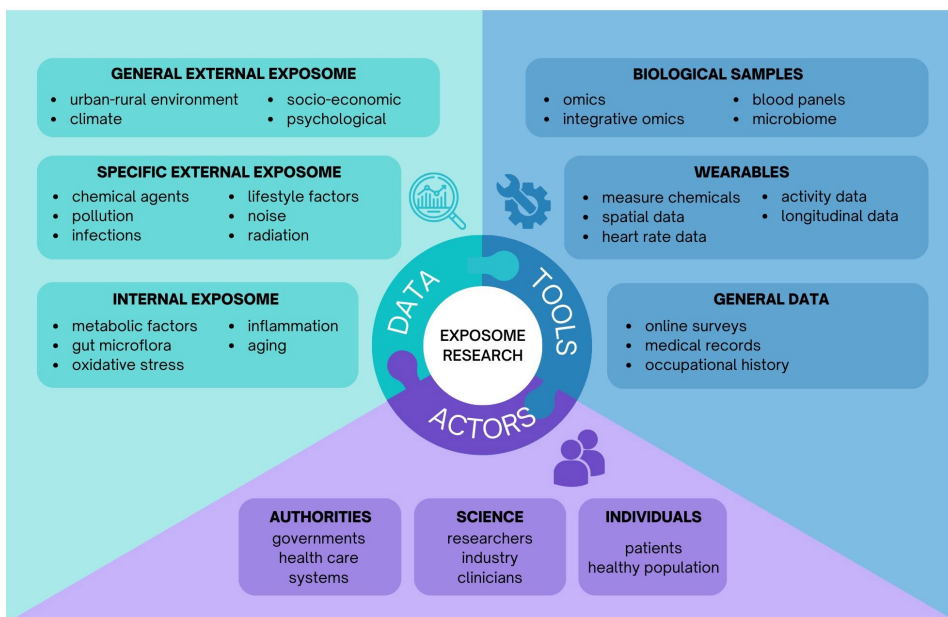 GENERAL EXTERNAL EXPOSOME
• urban-rural environment
• climate
• socio-economic
• psychological
SPECIFIC EXTERNAL EXPOSOME
• chemical agents
• pollution
• infections
• lifestyle factors
• noise
• radiation
INTERNAL EXPOSOME
• metabolic factors
• gut microflora
• oxidative stress
• inflammation
• aging
BIOLOGICAL SAMPLES
• omics
• integrative omics
• blood panels
• microbiome
WEARABLES
• measure chemicals
• spatial data
• heart rate data
• activity data
• longitudinal data
GENERAL DATA
• online surveys
• medical records
• occupational history
DATA
TOOLS
ACTORS
EXPOSOME
RESEARCH
AUTHORITIES
governments
health care
systems
SCIENCE
researchers
industry
clinicians
INDIVIDUALS
patients
healthy population